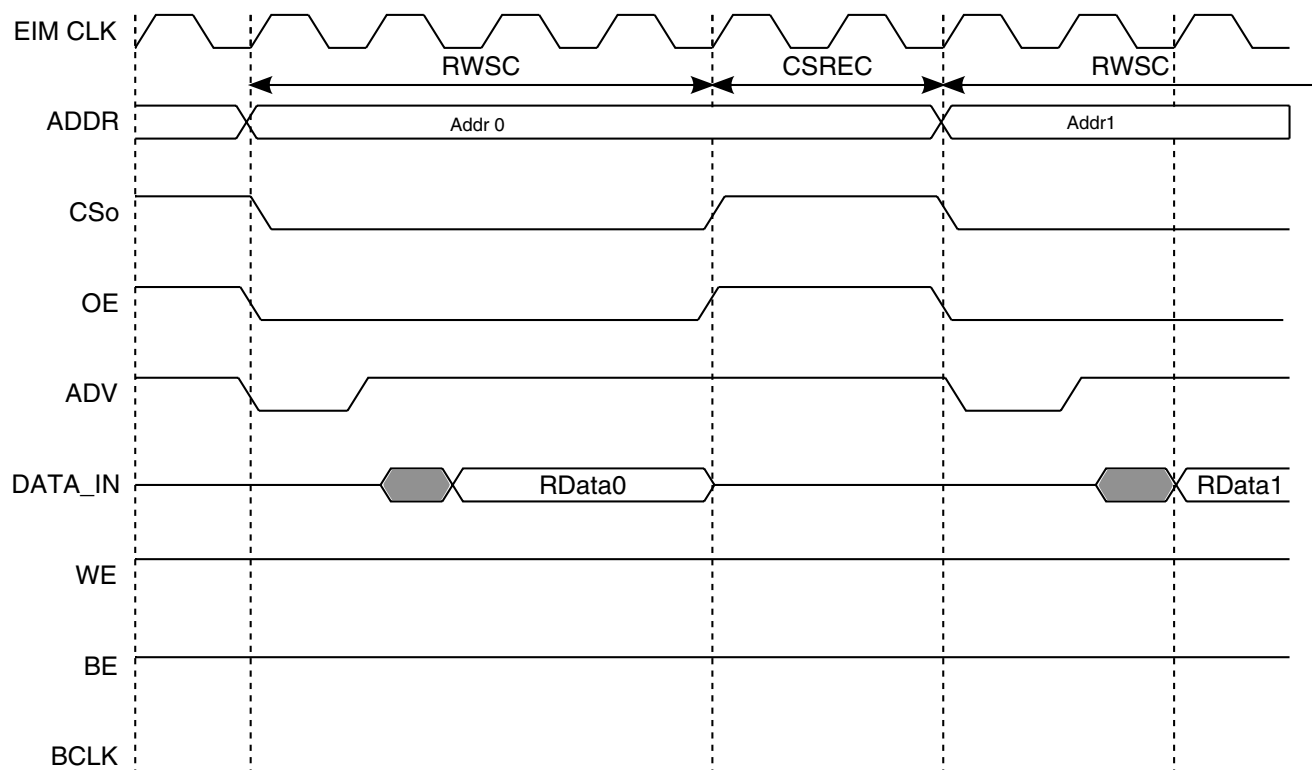 EIM CLK
RWSC CSREC RWSC
ADDR Addr 0 Addr1
CSo
OE
ADV
DATA_IN RData0 RData1
WE
BE
BCLK